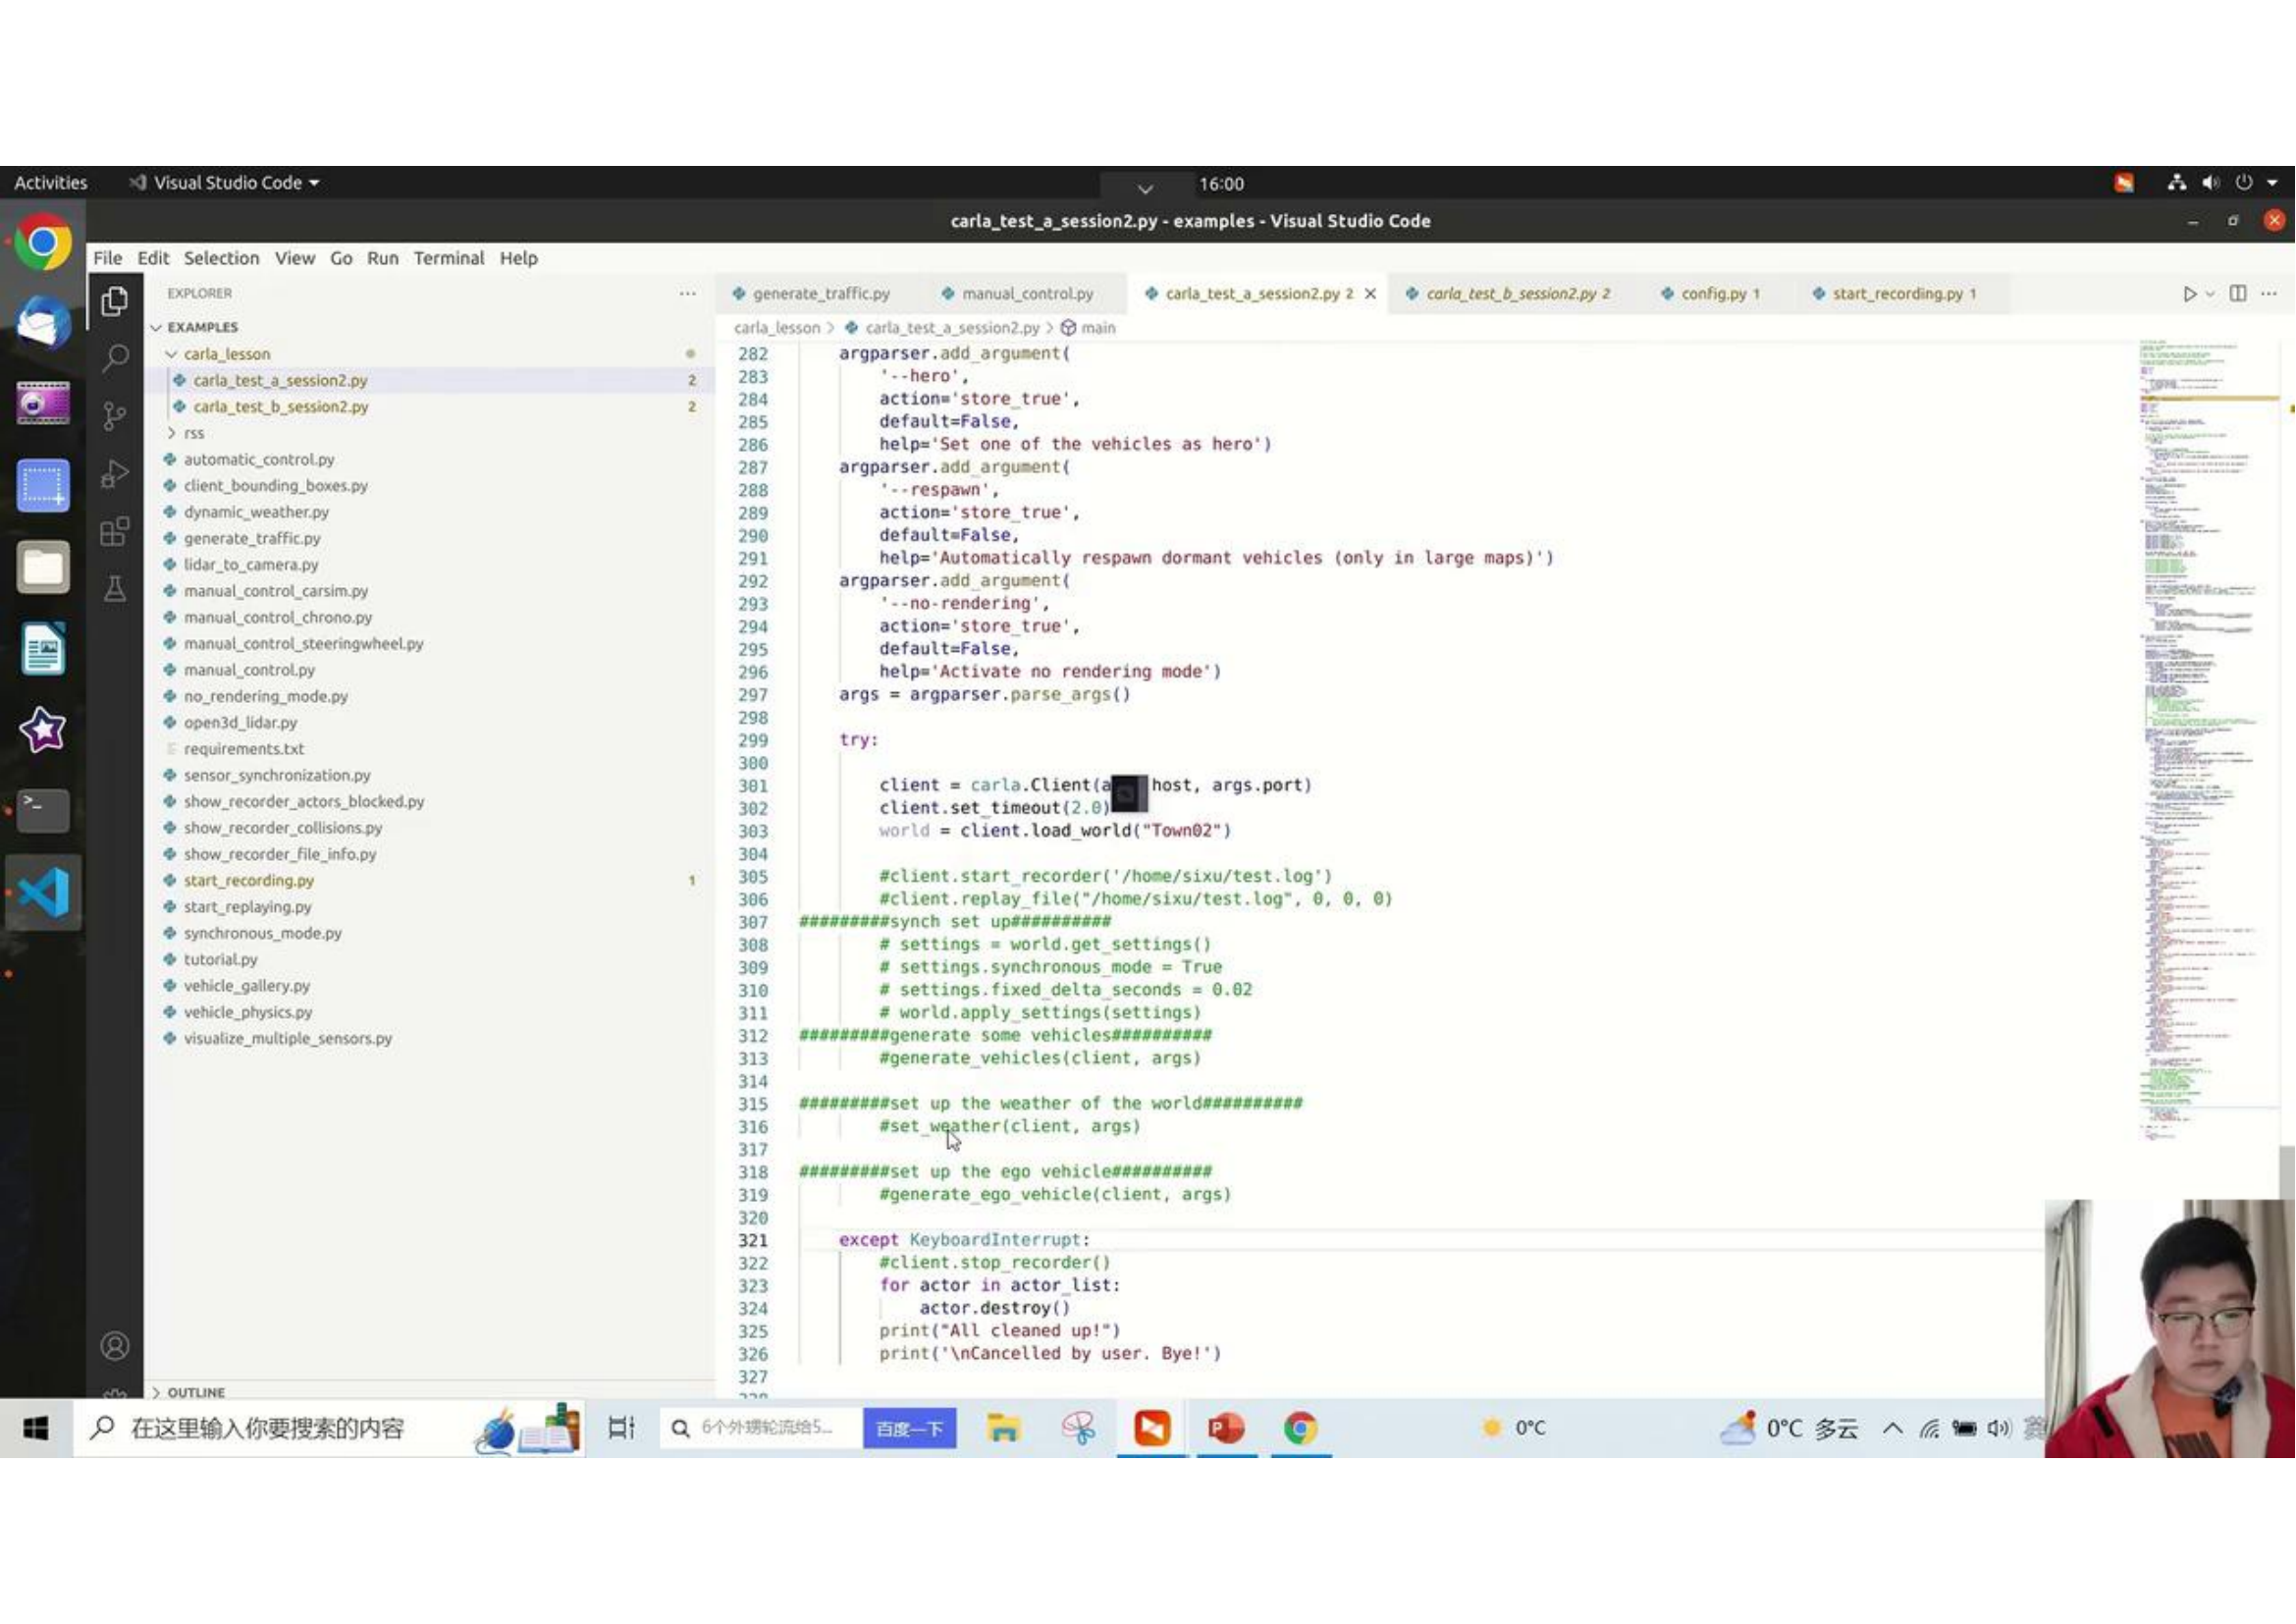 Activities
Visual Studio Code
16:00
carla_test_a_session2.py - examples - Visual Studio Code
File Edit Selection View Go Run Terminal Help
EXPLORER
EXAMPLES
carla_lesson
carla_test_a_session2.py 2
carla_test_b_session2.py 2
rss
automatic_control.py
client_bounding_boxes.py
dynamic_weather.py
generate_traffic.py
lidar_to_camera.py
manual_control_carsim.py
manual_control_chrono.py
manual_control_steeringwheel.py
manual_control.py
no_rendering_mode.py
open3d_lidar.py
requirements.txt
sensor_synchronization.py
show_recorder_actors_blocked.py
show_recorder_collisions.py
show_recorder_file_info.py
start_recording.py 1
start_replaying.py
synchronous_mode.py
tutorial.py
vehicle_gallery.py
vehicle_physics.py
visualize_multiple_sensors.py
OUTLINE
generate_traffic.py manual_control.py carla_test_a_session2.py 2 carla_test_b_session2.py 2 config.py 1 start_recording.py 1
carla_lesson > carla_test_a_session2.py > main
282 argparser.add_argument(
283 '--hero',
284 action='store_true',
285 default=False,
286 help='Set one of the vehicles as hero')
287 argparser.add_argument(
288 '--respawn',
289 action='store_true',
290 default=False,
291 help='Automatically respawn dormant vehicles (only in large maps)')
292 argparser.add_argument(
293 '--no-rendering',
294 action='store_true',
295 default=False,
296 help='Activate no rendering mode')
297 args = argparser.parse_args()
298
299 try:
300
301 client = carla.Client(a host, args.port)
302 client.set_timeout(2.0)
303 world = client.load_world("Town02")
304
305 #client.start_recorder('/home/sixu/test.log')
306 #client.replay_file("/home/sixu/test.log", 0, 0, 0)
307 #########synch set up##########
308 # settings = world.get_settings()
309 # settings.synchronous_mode = True
310 # settings.fixed_delta_seconds = 0.02
311 # world.apply_settings(settings)
312 #########generate some vehicles##########
313 #generate_vehicles(client, args)
314
315 #########set up the weather of the world##########
316 #set_weather(client, args)
317
318 #########set up the ego vehicle##########
319 #generate_ego_vehicle(client, args)
320
321 except KeyboardInterrupt:
322 #client.stop_recorder()
323 for actor in actor_list:
324 actor.destroy()
325 print("All cleaned up!")
326 print('\nCancelled by user. Bye!')
327
在这里输入你要搜索的内容 6个外甥轮流给5... 百度一下 0°C 0°C 多云 英